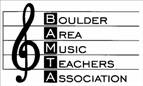 BOULDER
AREA
MUSIC
TEACHERS
ASSOCIATION